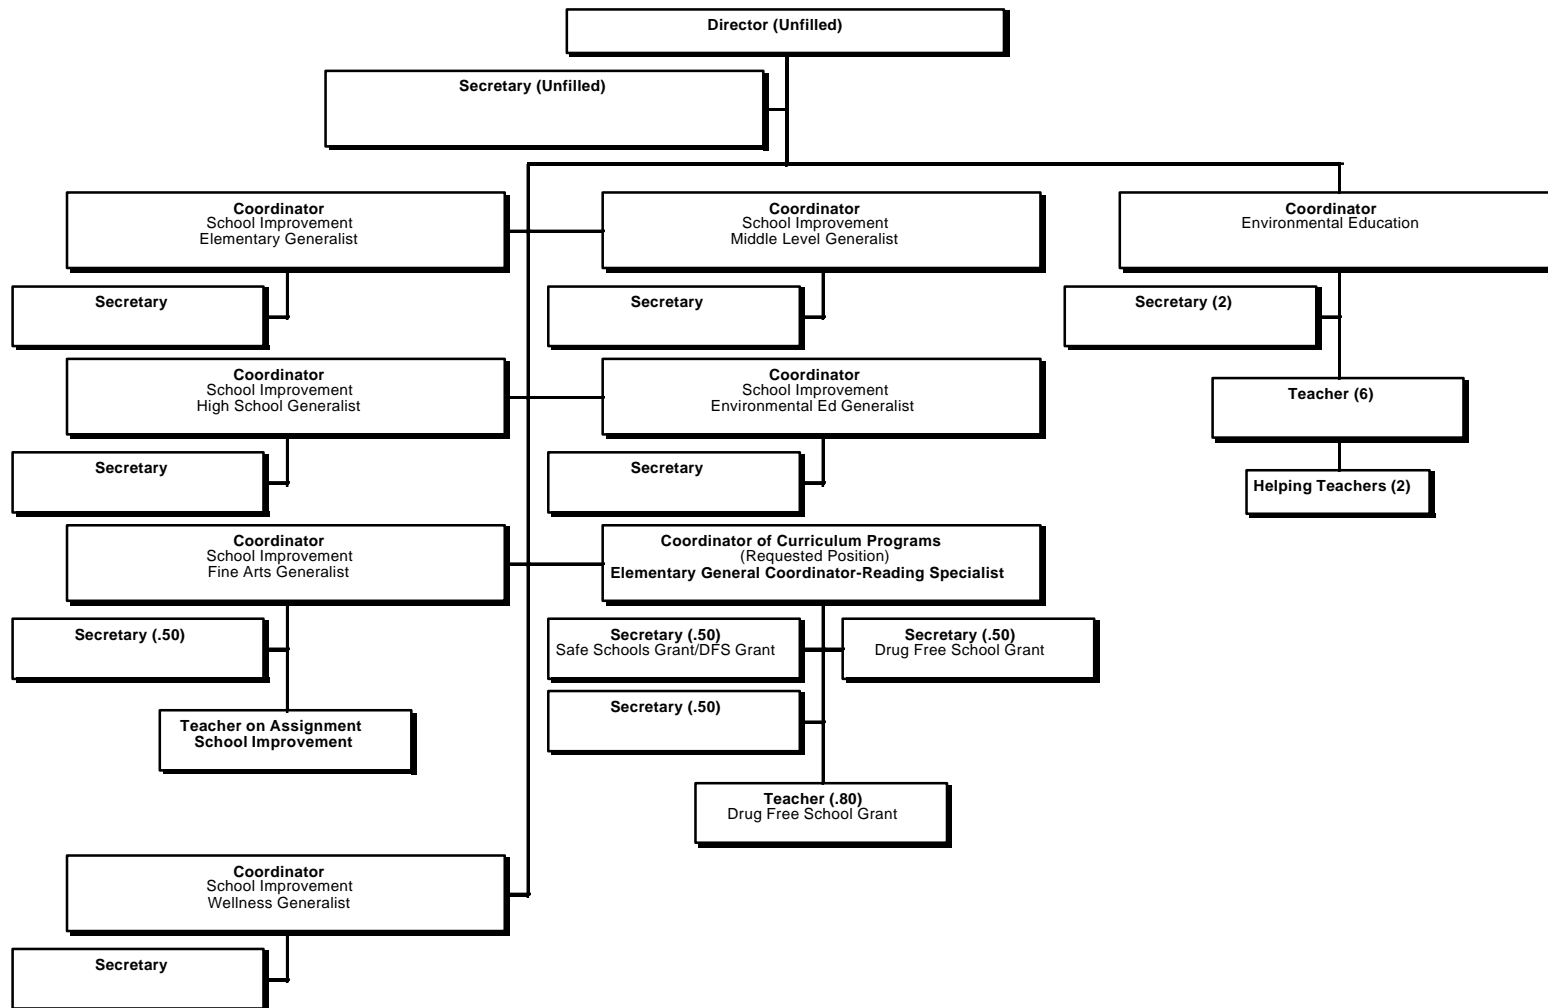 Director (Unfilled)
Secretary (Unfilled)
Coordinator
School Improvement
Elementary Generalist
Coordinator
School Improvement
Middle Level Generalist
Coordinator
Environmental Education
Secretary
Secretary
Secretary (2)
Coordinator
School Improvement
High School Generalist
Coordinator
School Improvement
Environmental Ed Generalist
Teacher (6)
Secretary
Secretary
Helping Teachers (2)
Coordinator
School Improvement
Fine Arts Generalist
Coordinator of Curriculum Programs
(Requested Position)
Elementary General Coordinator-Reading Specialist
Secretary (.50)
Secretary (.50)
Safe Schools Grant/DFS Grant
Secretary (.50)
Drug Free School Grant
Secretary (.50)
Teacher on Assignment
School Improvement
Teacher (.80)
Drug Free School Grant
Coordinator
School Improvement
Wellness Generalist
Secretary